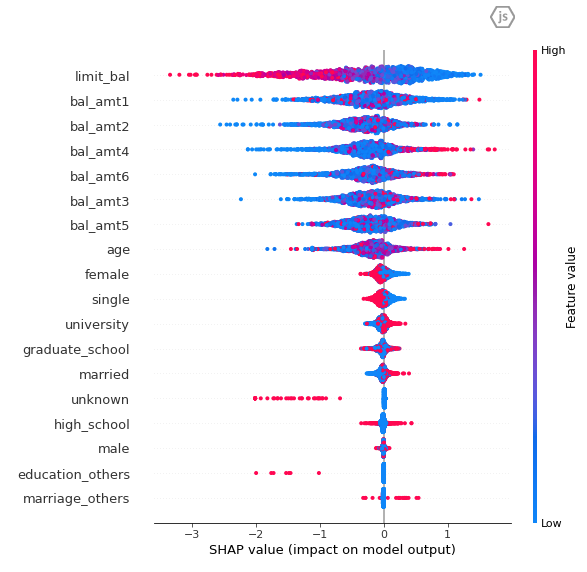 js
High
limit_bal
bal_amt1
bal_amt2
bal_amt4
bal_amt6
bal_amt3
bal_amt5
age
female
single
university
graduate_school
married
unknown
high_school
male
education_others
marriage_others
Feature value
Low
−3 −2 −1 0 1
SHAP value (impact on model output)